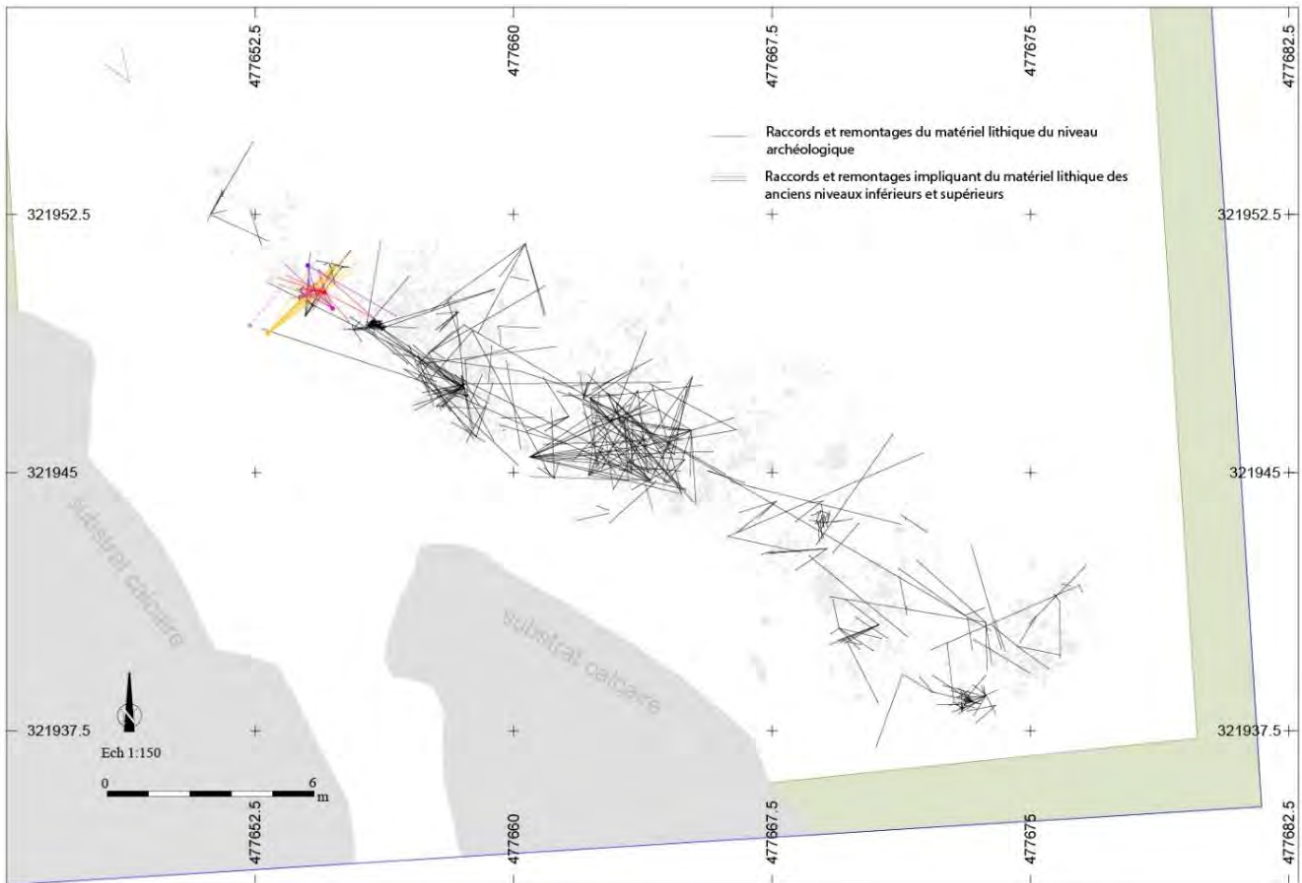 477652.5
477660
477667.5
477675
477682.5
Raccords et remontages du matériel lithique du niveau
archéologique
Raccords et remontages impliquant du matériel lithique des
anciens niveaux inférieurs et supérieurs
321952.5
321952.5
321945
321945
substrat calcaire
substrat calcaire
N
321937.5
321937.5
Ech 1:150
0
6
m
477652.5
477660
477667.5
477675
477682.5